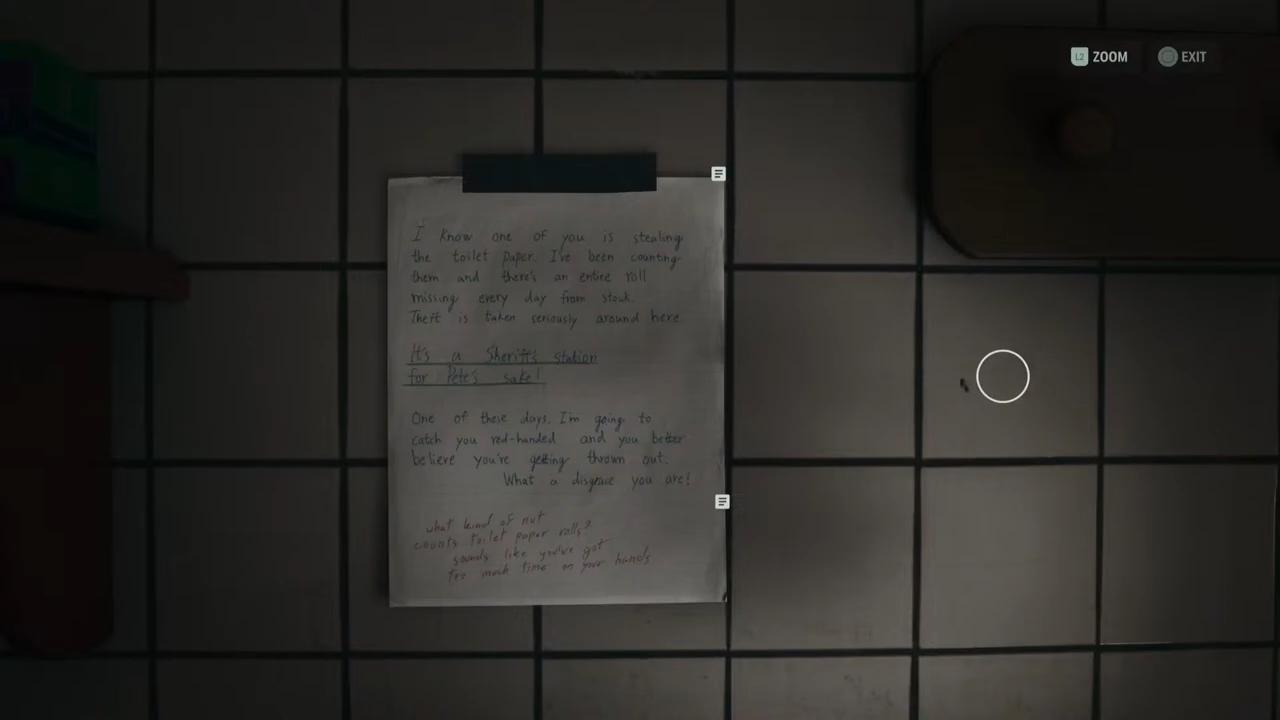 L2 ZOOM EXIT
I know one of you is stealing
the toilet paper. I've been counting
them and there's an entire roll
missing every day from stock.
Theft is taken seriously around here.
It's a Sheriff's station
for Pete's sake!
One of these days, I'm going to
catch you red-handed and you better
believe you're getting thrown out.
What a disgrace you are!
what kind of nut
counts toilet paper rolls?
sounds like you've got
too much time on your hands